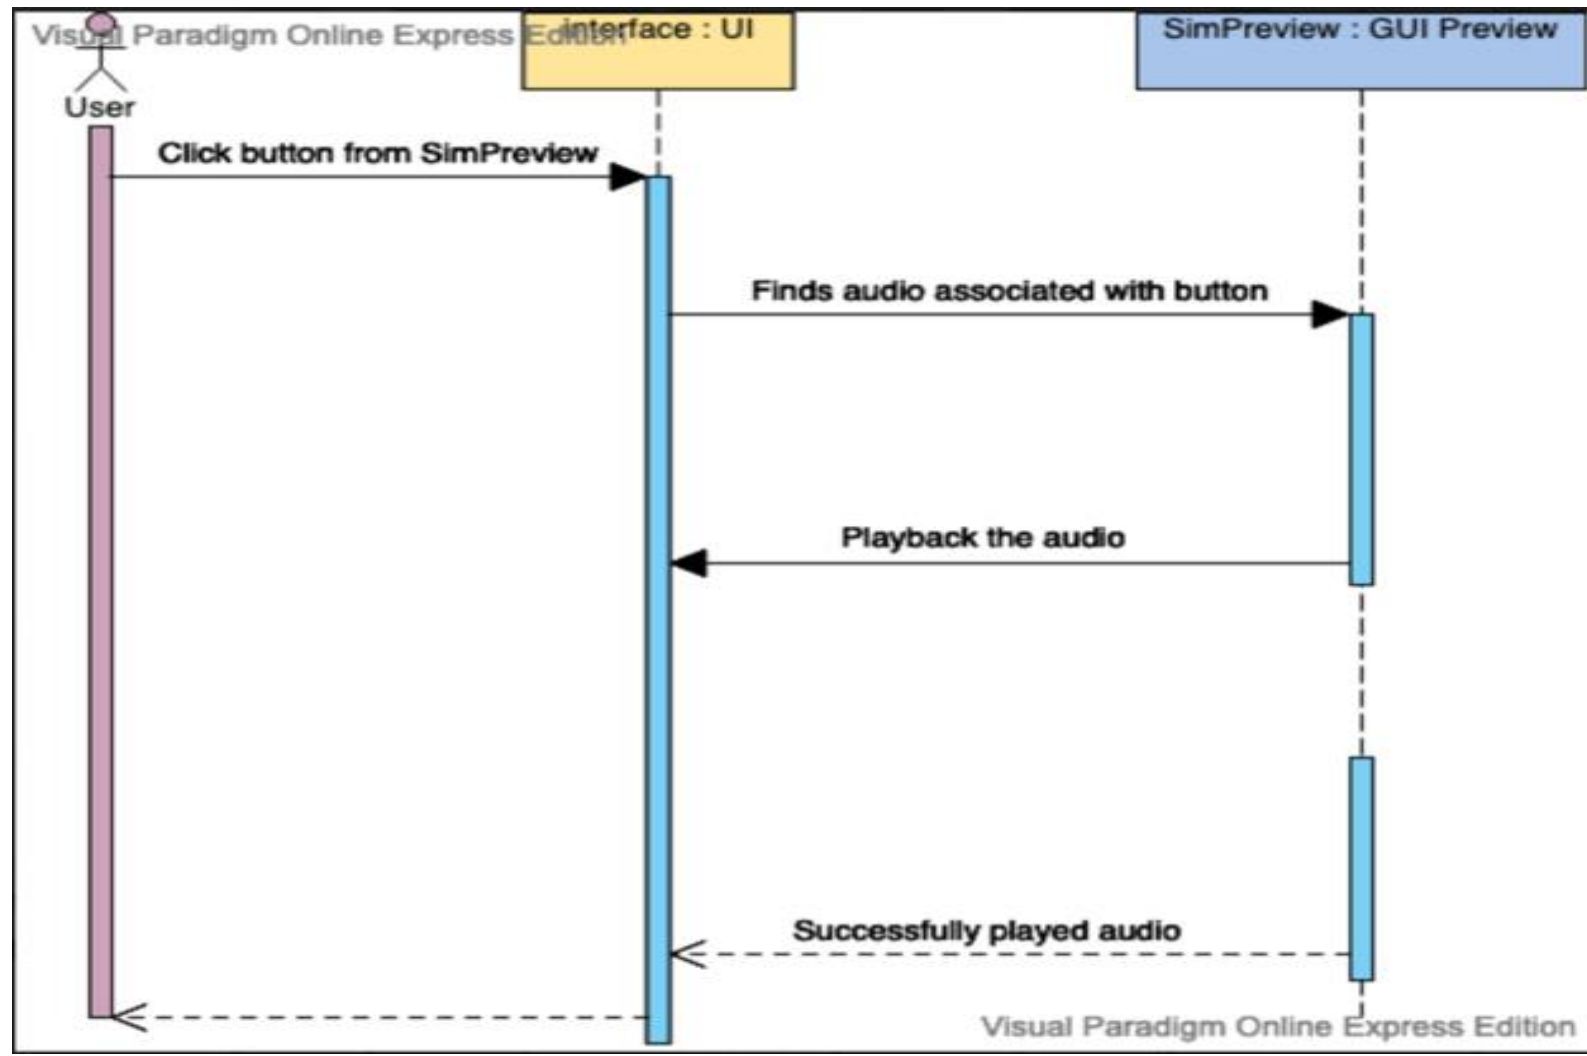 Visual Paradigm Online Express Edition
interface : UI
SimPreview : GUI Preview
User
Click button from SimPreview
Finds audio associated with button
Playback the audio
Successfully played audio
Visual Paradigm Online Express Edition